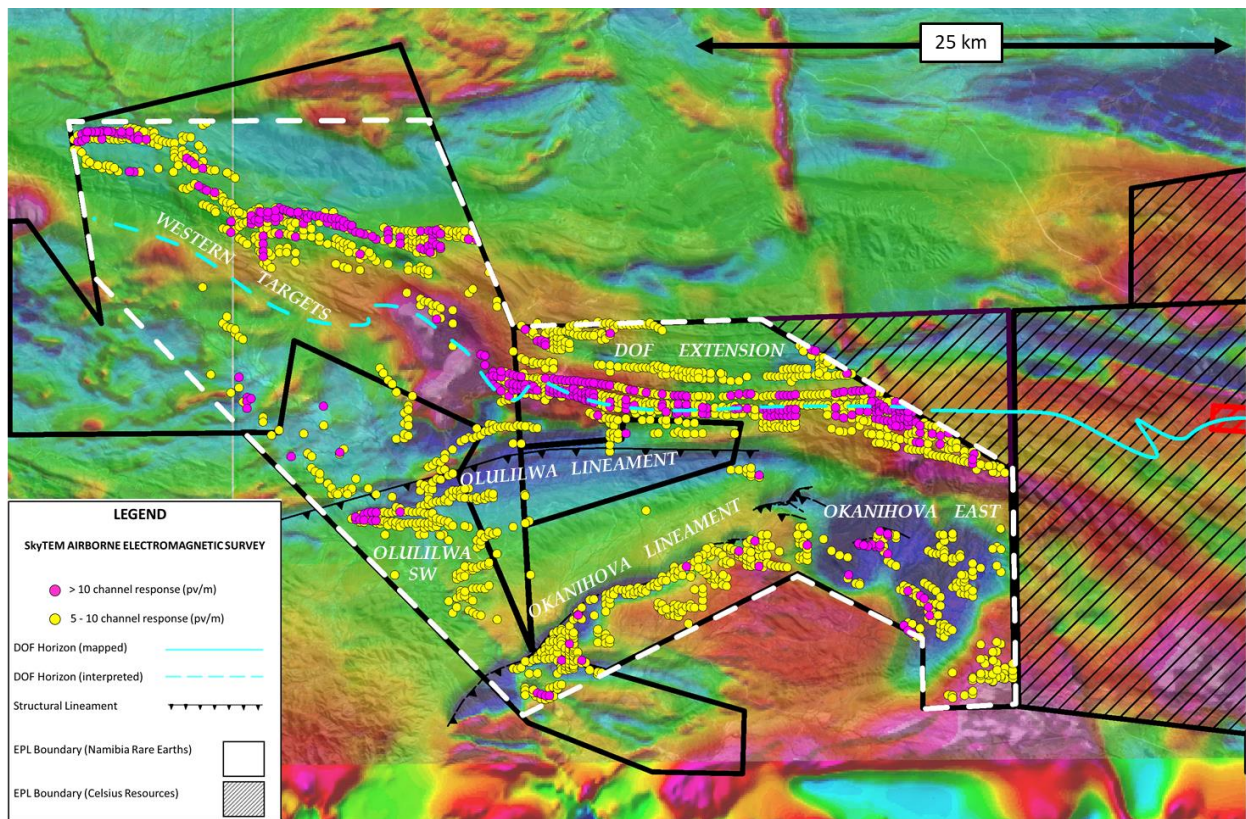 25 km
WESTERN
TARGETS
DOF EXTENSION
OLULILWA LINEAMENT
OKANIHOVA EAST
OKANIHOVA LINEAMENT
OLULILWA
SW
LEGEND
SkyTEM AIRBORNE ELECTROMAGNETIC SURVEY
> 10 channel response (pv/m)
5 - 10 channel response (pv/m)
DOF Horizon (mapped)
DOF Horizon (interpreted)
Structural Lineament
EPL Boundary (Namibia Rare Earths)
EPL Boundary (Celsius Resources)